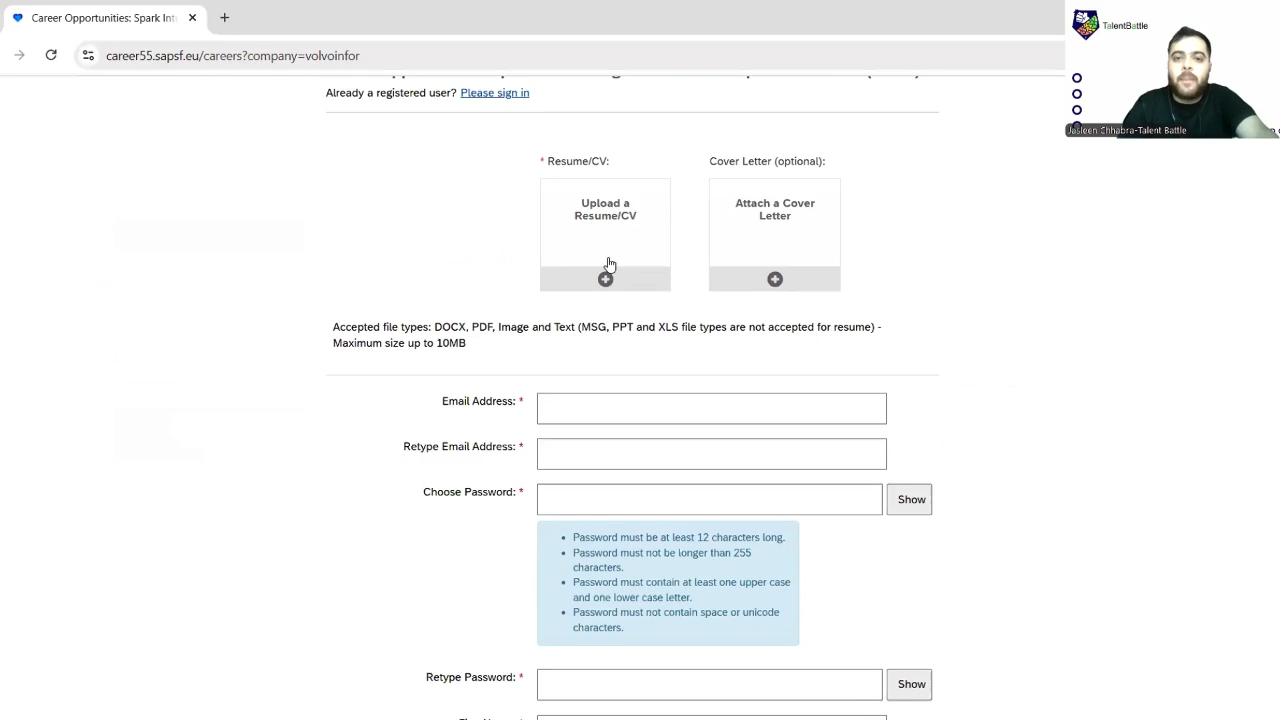 Career Opportunities: Spark Int
career55.sapsf.eu/careers?company=volvoinfor
TalentBattle
Jasleen Chhabra-Talent Battle
Already a registered user? Please sign in
* Resume/CV:
Cover Letter (optional):
Upload a
Resume/CV
Attach a Cover
Letter
Accepted file types: DOCX, PDF, Image and Text (MSG, PPT and XLS file types are not accepted for resume) -
Maximum size up to 10MB
Email Address: *
Retype Email Address: *
Choose Password: *
Show
• Password must be at least 12 characters long.
• Password must not be longer than 255
characters.
• Password must contain at least one upper case
and one lower case letter.
• Password must not contain space or unicode
characters.
Retype Password: *
Show